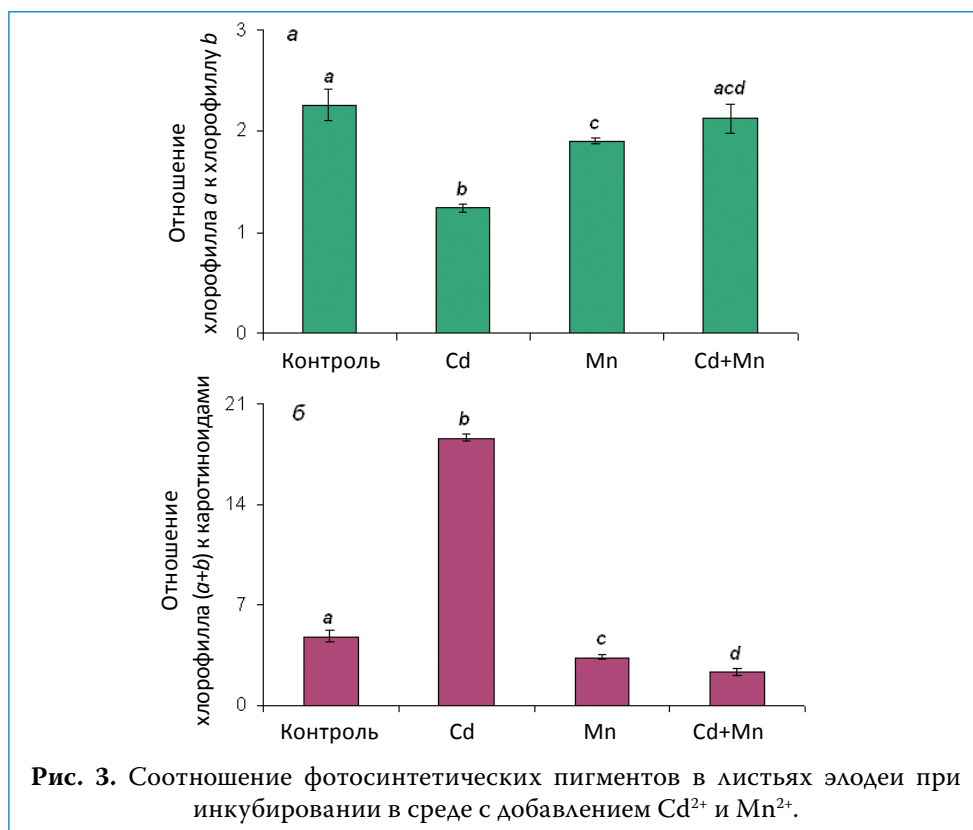 3
а
a
acd
c
2
b
1
0
Отношение
хлорофилла a к хлорофиллу b
Контроль Cd Mn Cd+Mn
21
б
b
14
7
a
c
d
0
Отношение
хлорофилла (a+b) к каротиноидами
Контроль Cd Mn Cd+Mn
Рис. 3. Соотношение фотосинтетических пигментов в листьях элодеи при
инкубировании в среде с добавлением Cd²⁺ и Mn²⁺.